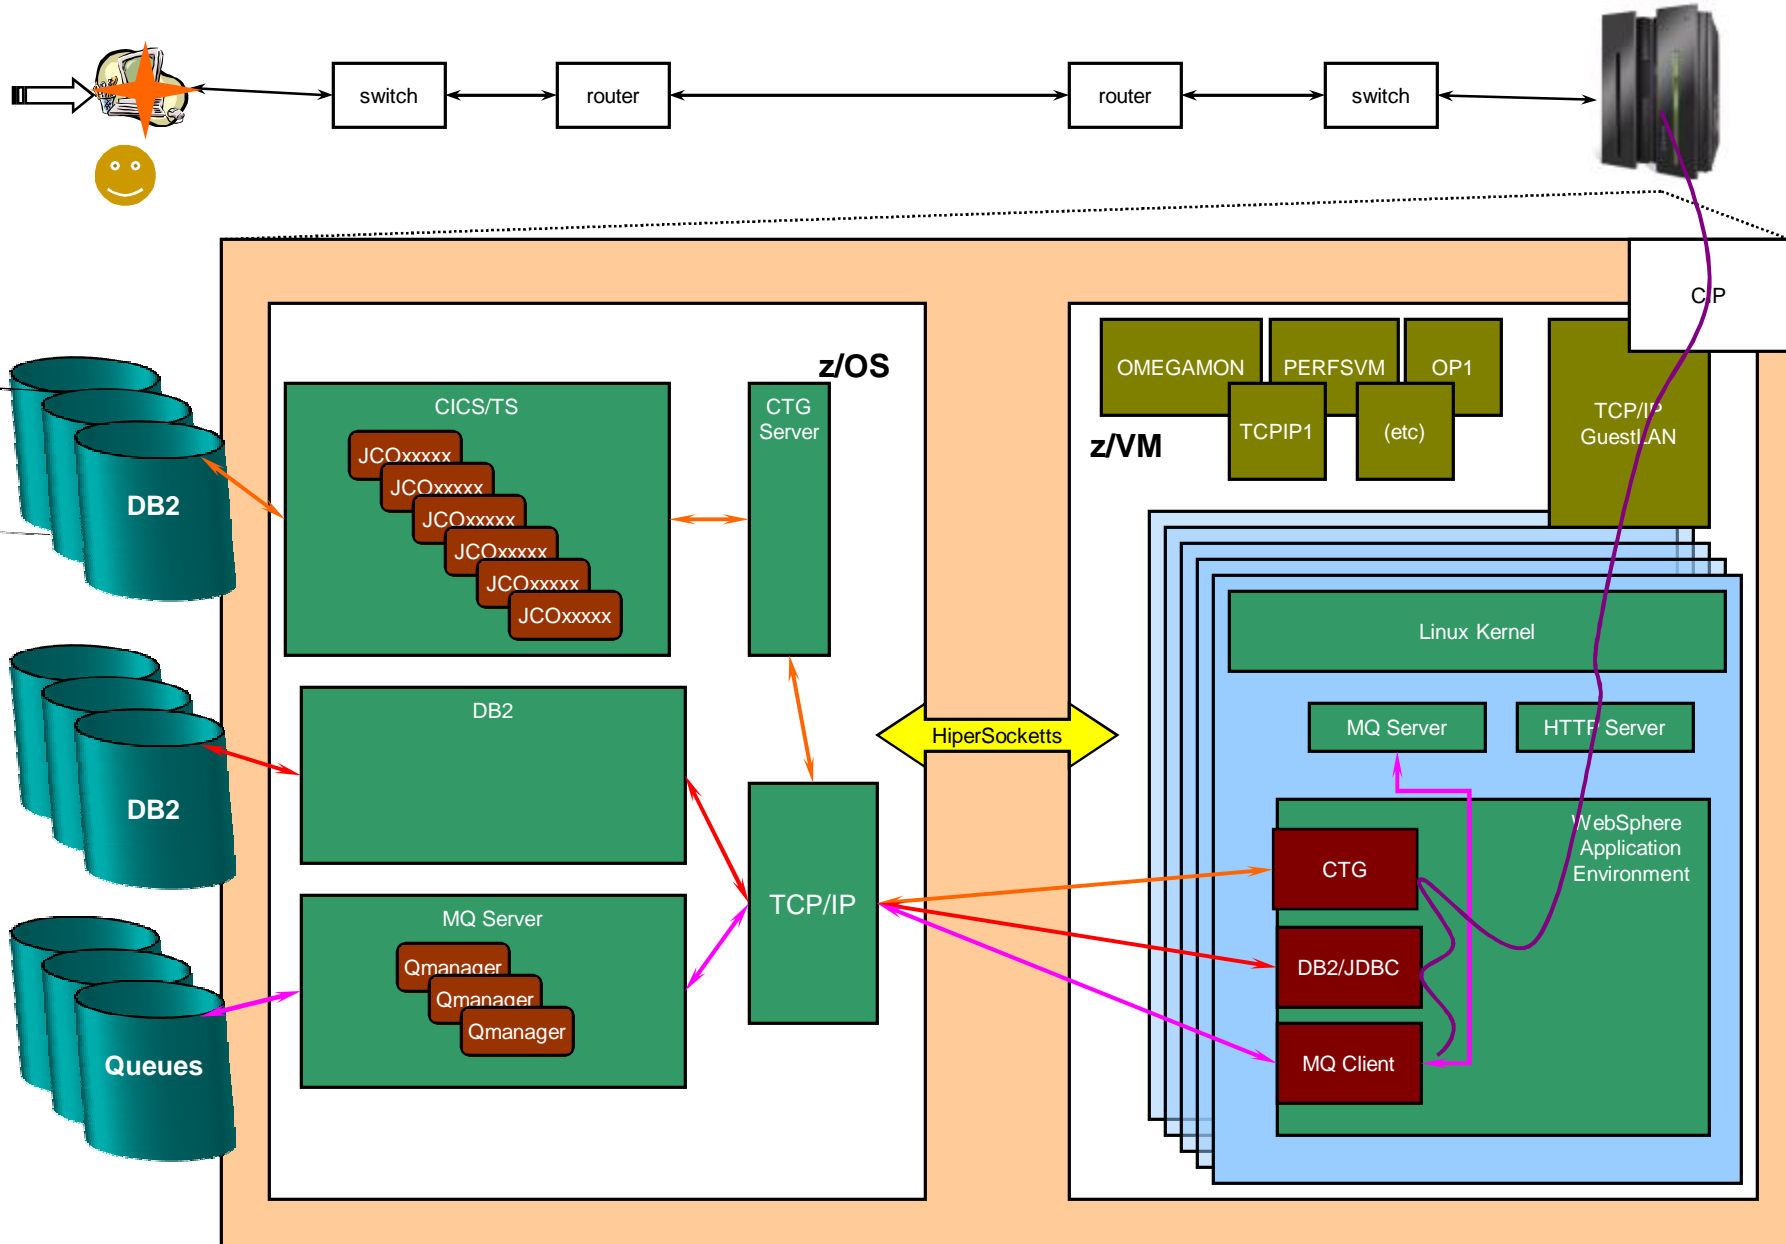 switch
router
router
switch
CIP
z/OS
CICS/TS
JCOxxxxx
JCOxxxxx
JCOxxxxx
JCOxxxxx
JCOxxxxx
JCOxxxxx
CTG
Server
DB2
DB2
MQ Server
Qmanager
Qmanager
Qmanager
TCP/IP
DB2
Queues
HiperSocketts
z/VM
OMEGAMON
PERFSVM
OP1
TCPIP1
(etc)
TCP/IP
GuestLAN
Linux Kernel
MQ Server
HTTP Server
WebSphere
Application
Environment
CTG
DB2/JDBC
MQ Client